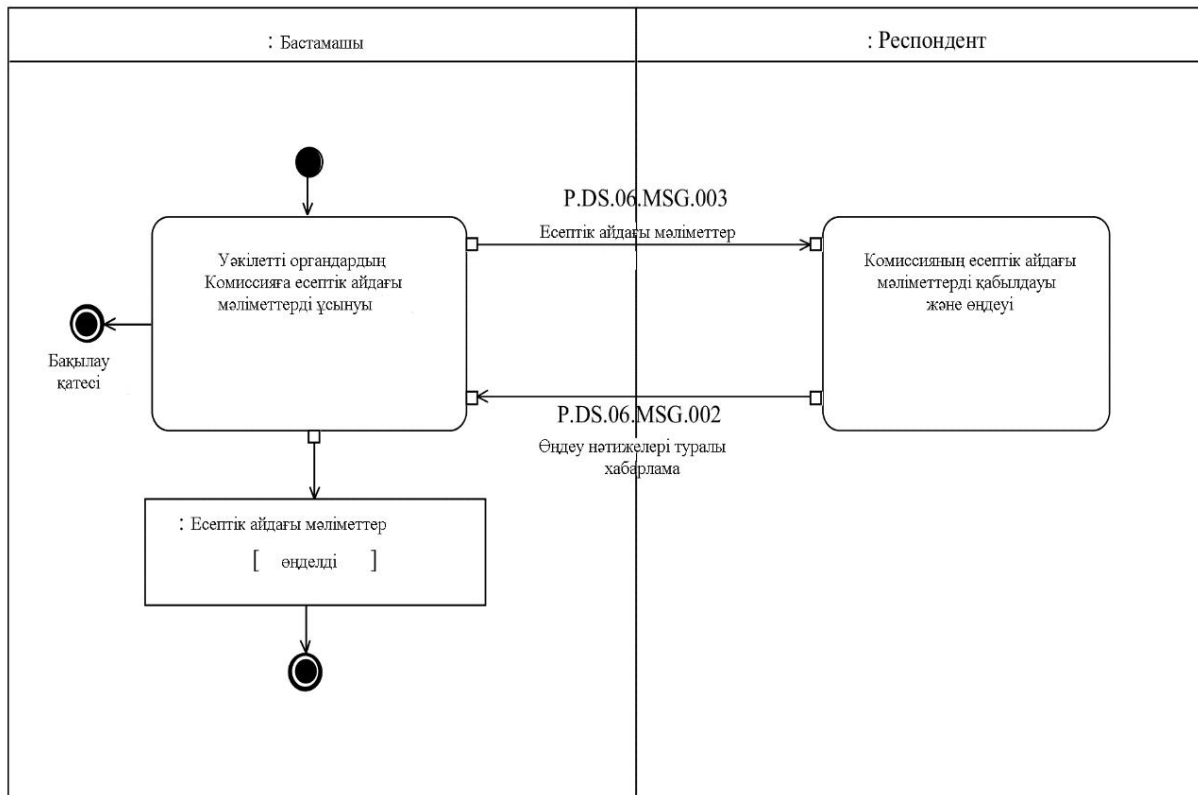 : Бастамашы
: Респондент
P.DS.06.MSG.003
Есептік айдағы мәліметтер
Уәкілетті органдардың
Комиссияға есептік айдағы
мәліметтерді ұсынуы
Комиссияның есептік айдағы
мәліметтерді қабылдауы
және өңдеуі
Бақылау
қатесі
P.DS.06.MSG.002
Өңдеу нәтижелері туралы
хабарлама
: Есептік айдағы мәліметтер
[ өңделді ]